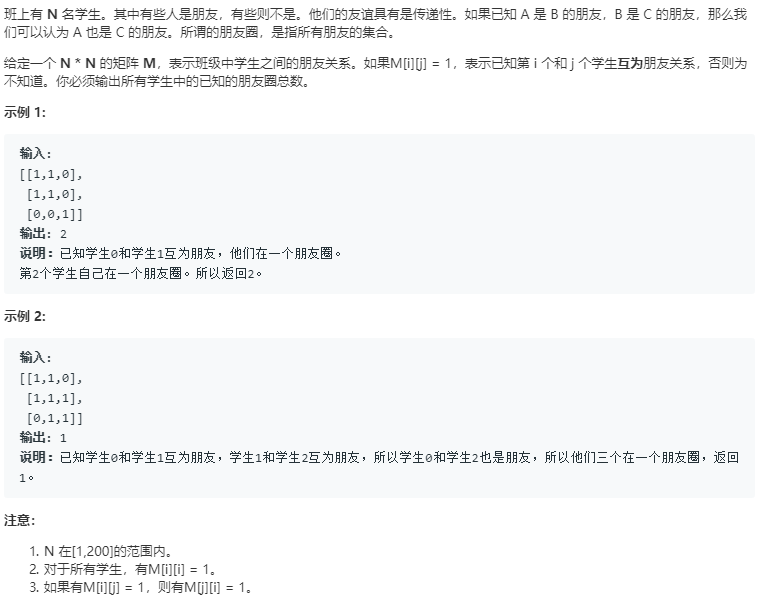 班上有 N 名学生。其中有些人是朋友，有些则不是。他们的友谊具有是传递性。如果已知 A 是 B 的朋友，B 是 C 的朋友，那么我
们可以认为 A 也是 C 的朋友。所谓的朋友圈，是指所有朋友的集合。
给定一个 N * N 的矩阵 M，表示班级中学生之间的朋友关系。如果M[i][j] = 1，表示已知第 i 个和 j 个学生互为朋友关系，否则为
不知道。你必须输出所有学生中的已知的朋友圈总数。
示例 1:
输入:
[[1,1,0],
[1,1,0],
[0,0,1]]
输出: 2
说明: 已知学生0和学生1互为朋友，他们在一个朋友圈。
第2个学生自己在一个朋友圈。所以返回2。
示例 2:
输入:
[[1,1,0],
[1,1,1],
[0,1,1]]
输出: 1
说明: 已知学生0和学生1互为朋友，学生1和学生2互为朋友，所以学生0和学生2也是朋友，所以他们三个在一个朋友圈，返回
1。
注意:
1. N 在[1,200]的范围内。
2. 对于所有学生，有M[i][i] = 1。
3. 如果有M[i][j] = 1，则有M[j][i] = 1。